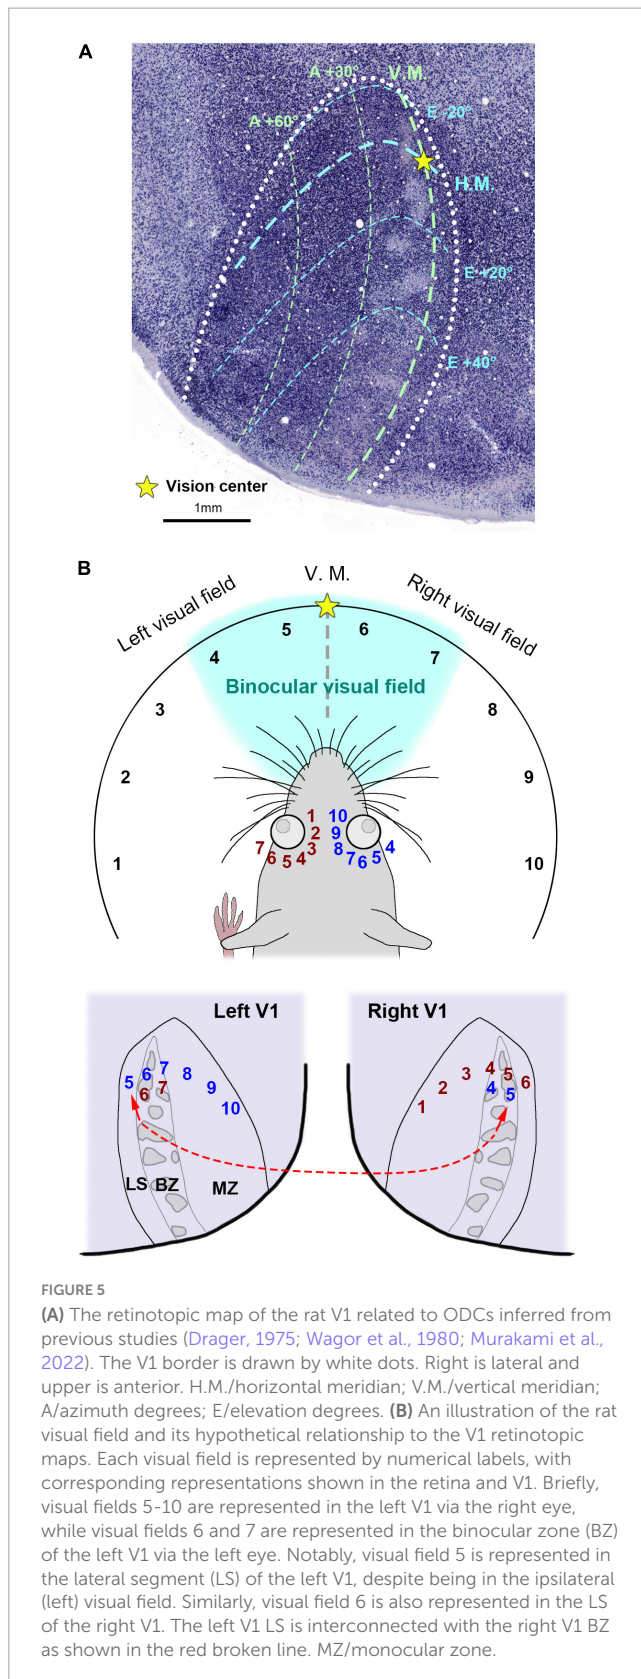 A
A +30°
V.M.
A +60°
E -20°
H.M.
E +20°
E +40°
Vision center
1mm
B
V. M.
Left visual field
Right visual field
5
6
4
7
Binocular visual field
3
8
2
9
1
10
1 10
2 9
3 8
7 6 5 4
7 6 5 4
Left V1
Right V1
5 6 7 8 9 10
6 7
1 2 3 4 5 6
4 5
LS BZ MZ
FIGURE 5
(A) The retinotopic map of the rat V1 related to ODCs inferred from
previous studies (Drager, 1975; Wagor et al., 1980; Murakami et al.,
2022). The V1 border is drawn by white dots. Right is lateral and
upper is anterior. H.M./horizontal meridian; V.M./vertical meridian;
A/azimuth degrees; E/elevation degrees. (B) An illustration of the rat
visual field and its hypothetical relationship to the V1 retinotopic
maps. Each visual field is represented by numerical labels, with
corresponding representations shown in the retina and V1. Briefly,
visual fields 5-10 are represented in the left V1 via the right eye,
while visual fields 6 and 7 are represented in the binocular zone (BZ)
of the left V1 via the left eye. Notably, visual field 5 is represented in
the lateral segment (LS) of the left V1, despite being in the ipsilateral
(left) visual field. Similarly, visual field 6 is also represented in the LS
of the right V1. The left V1 LS is interconnected with the right V1 BZ
as shown in the red broken line. MZ/monocular zone.